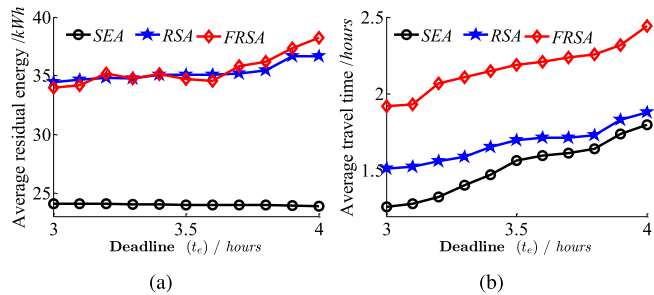 Average residual energy /kWh
40
35
30
25
SEA RSA FRSA
3 3.5 4
Deadline (te) / hours
(a)
Average travel time /hours
2.5
2
1.5
SEA RSA FRSA
3 3.5 4
Deadline (te) / hours
(b)